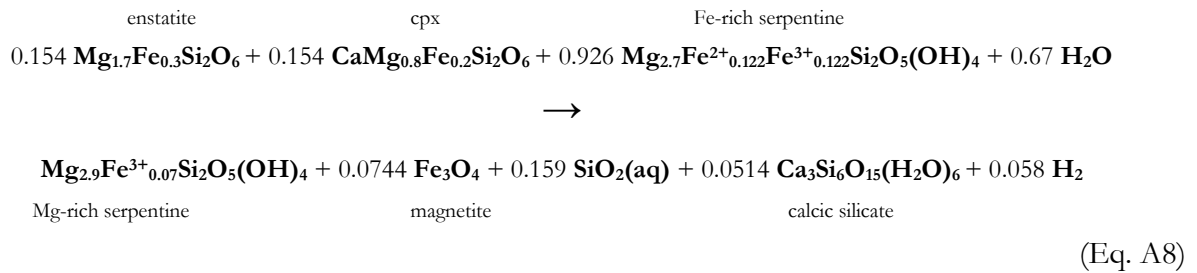 enstatite cpx Fe-rich serpentine
0.154 Mg₁.₇Fe₀.₃Si₂O₆ + 0.154 CaMg₀.₈Fe₀.₂Si₂O₆ + 0.926 Mg₂.₇Fe²⁺₀.₁₂₂Fe³⁺₀.₁₂₂Si₂O₅(OH)₄ + 0.67 H₂O
→
Mg₂.₉Fe³⁺₀.₀₇Si₂O₅(OH)₄ + 0.0744 Fe₃O₄ + 0.159 SiO₂(aq) + 0.0514 Ca₃Si₆O₁₅(H₂O)₆ + 0.058 H₂
Mg-rich serpentine magnetite calcic silicate
(Eq. A8)